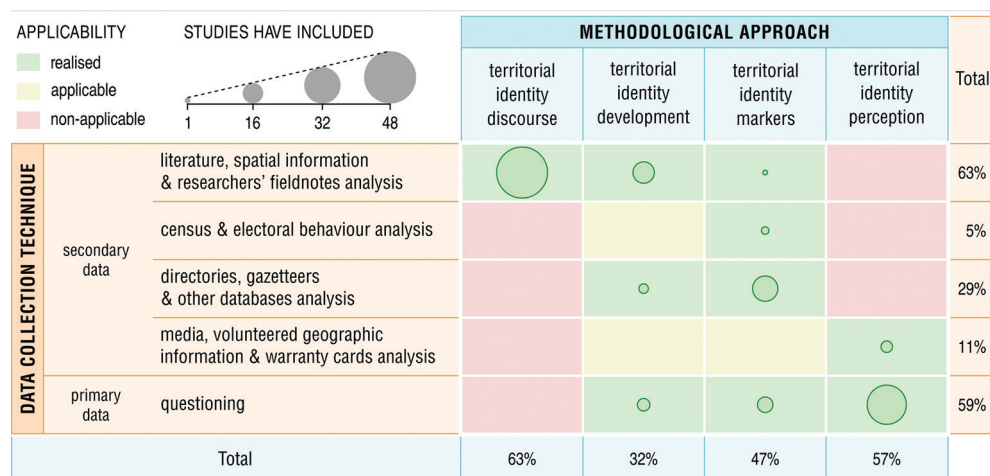 APPLICABILITY
realised
applicable
non-applicable
STUDIES HAVE INCLUDED
1 16 32 48
METHODOLOGICAL APPROACH
territorial
identity
discourse
territorial
identity
development
territorial
identity
markers
territorial
identity
perception
Total
DATA COLLECTION TECHNIQUE
secondary
data
literature, spatial information
& researchers’ fieldnotes analysis
63%
census & electoral behaviour analysis
5%
directories, gazetteers
& other databases analysis
29%
media, volunteered geographic
information & warranty cards analysis
11%
primary
data
questioning
59%
Total 63% 32% 47% 57%